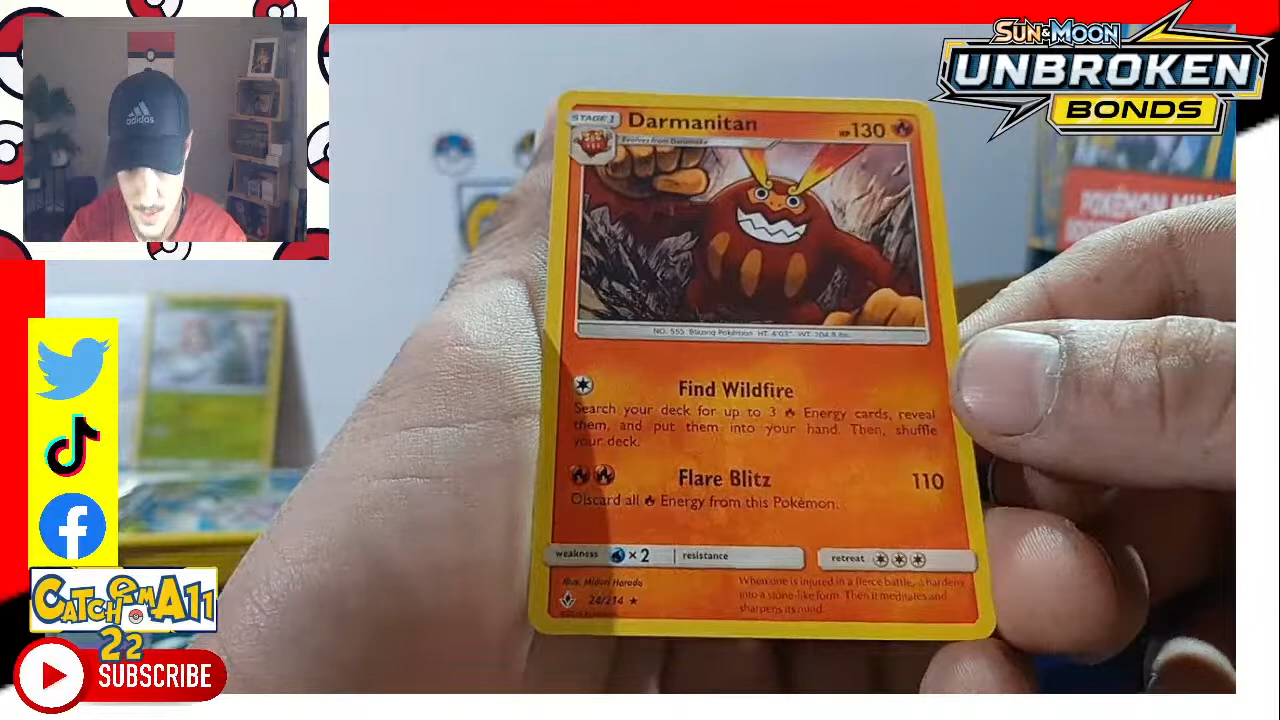 SUN & MOON
UNBROKEN
BONDS
adidas
STAGE 1
Darmanitan
HP 130
Evolves from Darumaka
NO. 555 Blazing Pokémon HT 4'03" WT 204.8 lbs.
Find Wildfire
Search your deck for up to 3 Energy cards, reveal
them, and put them into your hand. Then, shuffle
your deck.
Flare Blitz 110
Discard all Energy from this Pokémon.
weakness ×2 resistance retreat
Illus. Midori Harada
24/214 ★
When one is injured in a fierce battle, it hardens
into a stone-like form. Then it meditates and
sharpens its mind.
POKÉMON
CATCH EM A11
22
SUBSCRIBE